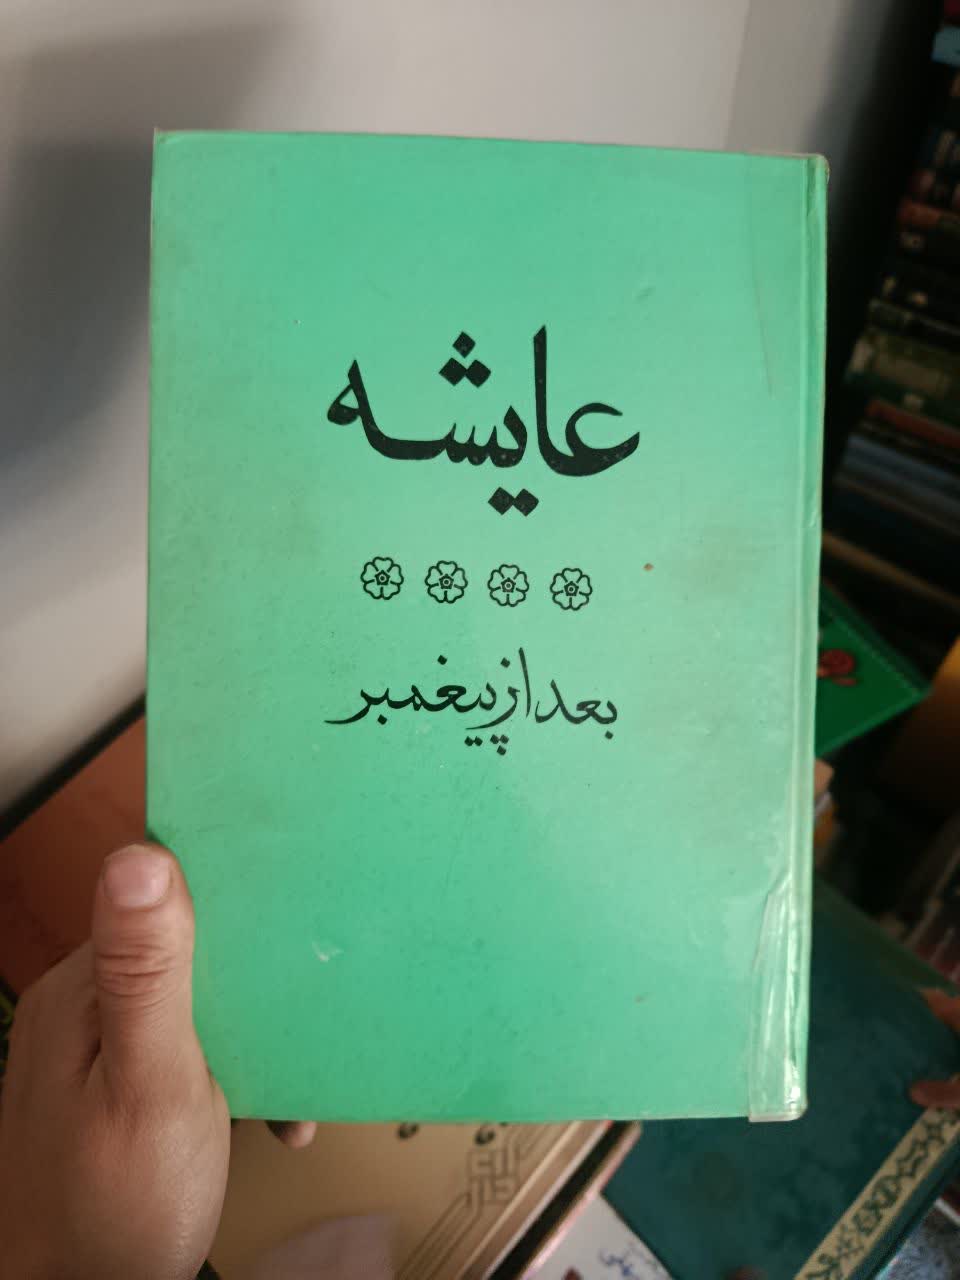 عایشه
بعد از پیغمبر